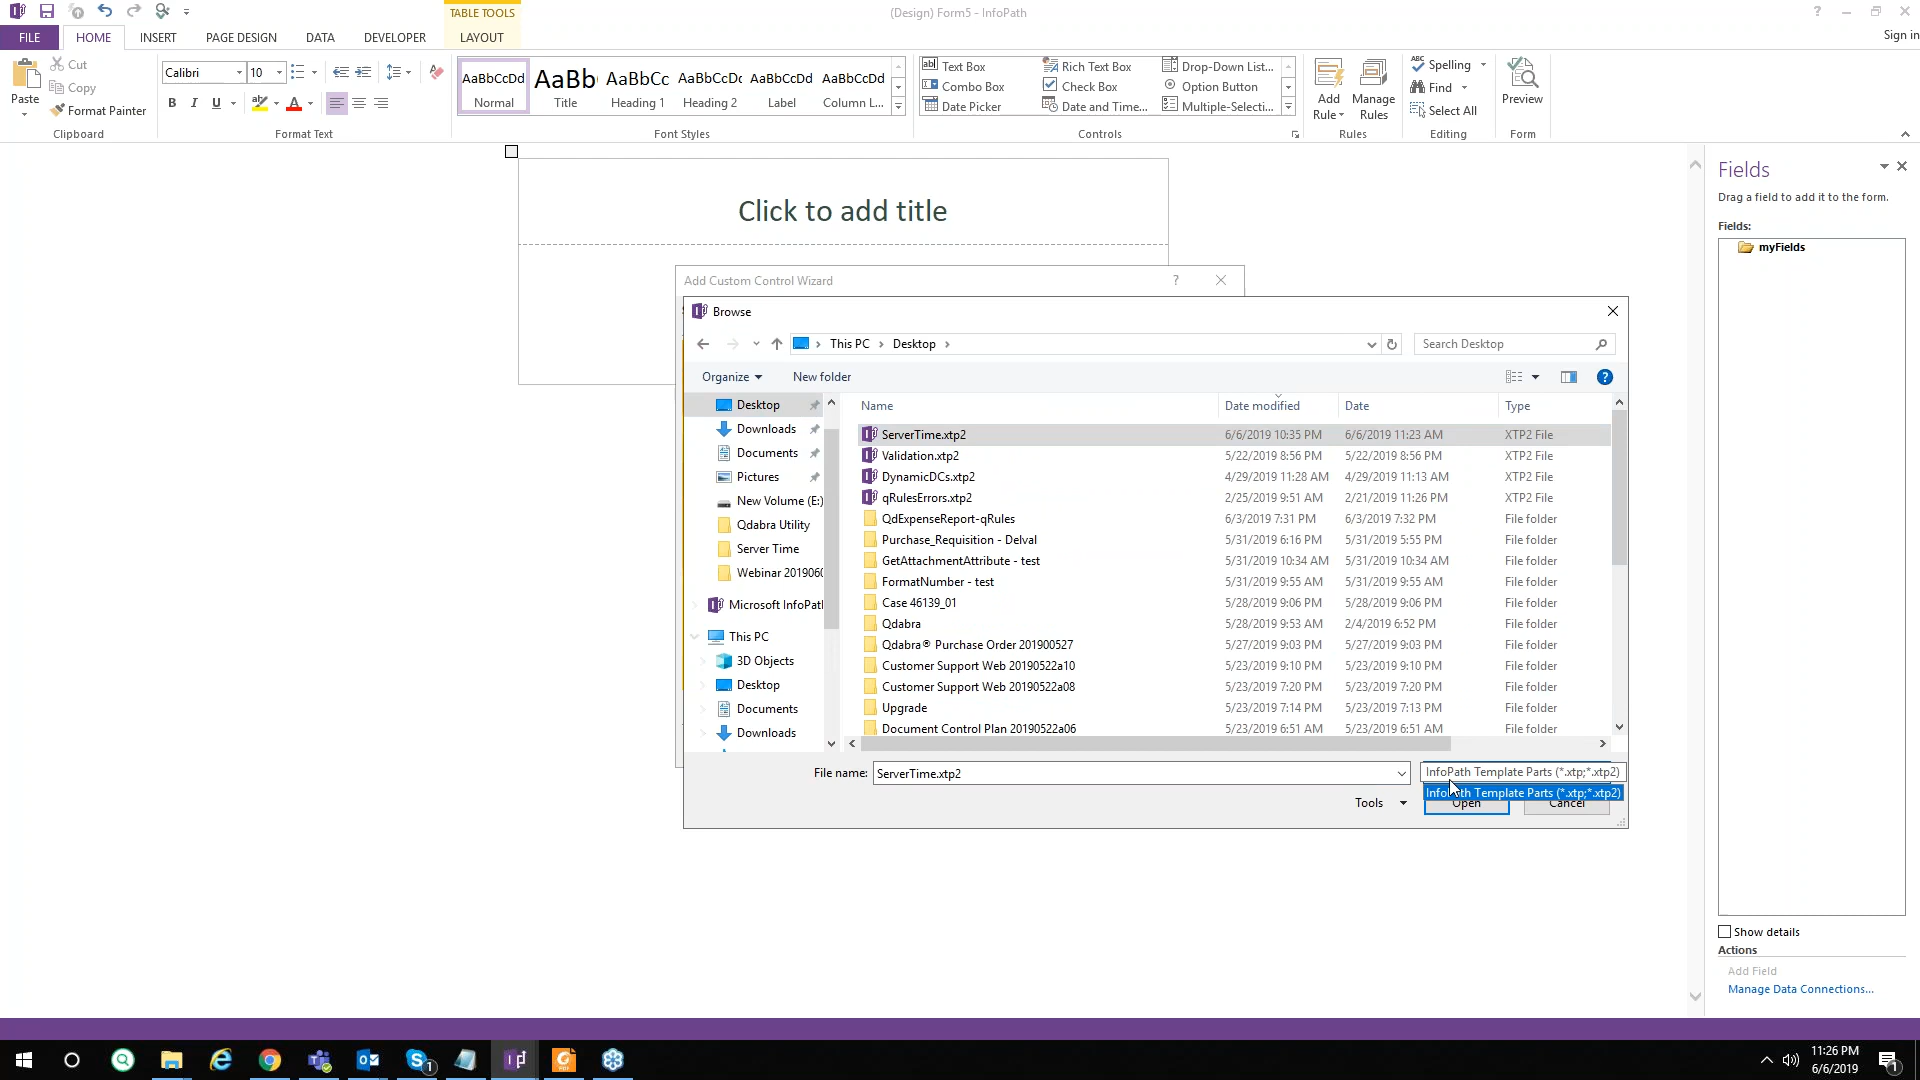 TABLE TOOLS
(Design) Form5 - InfoPath
?
FILE
HOME
INSERT
PAGE DESIGN
DATA
DEVELOPER
LAYOUT
Sign in
Paste
Cut
Copy
Format Painter
Clipboard
Calibri
10
B I U
A
Format Text
AaBbCcDd
Normal
AaBb
Title
AaBbCc
Heading 1
AaBbCcDc
Heading 2
AaBbCcDd
Label
AaBbCcDd
Column L...
Font Styles
Text Box
Combo Box
Date Picker
Rich Text Box
Check Box
Date and Time...
Drop-Down List...
Option Button
Multiple-Selecti...
Controls
Add
Rule
Manage
Rules
Rules
Spelling
Find
Select All
Editing
Preview
Form
Click to add title
Add Custom Control Wizard
?
Browse
This PC
Desktop
Search Desktop
Organize
New folder
?
Desktop
Downloads
Documents
Pictures
New Volume (E:)
Qdabra Utility
Server Time
Webinar 2019060
Microsoft InfoPat
This PC
3D Objects
Desktop
Documents
Downloads
Name Date modified Date Type
ServerTime.xtp2 6/6/2019 10:35 PM 6/6/2019 11:23 AM XTP2 File
Validation.xtp2 5/22/2019 8:56 PM 5/22/2019 8:56 PM XTP2 File
DynamicDCs.xtp2 4/29/2019 11:28 AM 4/29/2019 11:13 AM XTP2 File
qRulesErrors.xtp2 2/25/2019 9:51 AM 2/21/2019 11:26 PM XTP2 File
QdExpenseReport-qRules 6/3/2019 7:31 PM 6/3/2019 7:32 PM File folder
Purchase_Requisition - Delval 5/31/2019 6:16 PM 5/31/2019 5:55 PM File folder
GetAttachmentAttribute - test 5/31/2019 10:34 AM 5/31/2019 10:34 AM File folder
FormatNumber - test 5/31/2019 9:55 AM 5/31/2019 9:55 AM File folder
Case 46139_01 5/28/2019 9:06 PM 5/28/2019 9:06 PM File folder
Qdabra 5/28/2019 9:53 AM 2/4/2019 6:52 PM File folder
Qdabra® Purchase Order 201900527 5/27/2019 9:03 PM 5/27/2019 9:03 PM File folder
Customer Support Web 20190522a10 5/23/2019 9:10 PM 5/23/2019 9:10 PM File folder
Customer Support Web 20190522a08 5/23/2019 7:20 PM 5/23/2019 7:20 PM File folder
Upgrade 5/23/2019 7:14 PM 5/23/2019 7:13 PM File folder
Document Control Plan 20190522a06 5/23/2019 6:51 AM 5/23/2019 6:51 AM File folder
File name: ServerTime.xtp2
InfoPath Template Parts (*.xtp;*.xtp2)
InfoPath Template Parts (*.xtp;*.xtp2)
Tools
Open
Cancel
Fields
Drag a field to add it to the form.
Fields:
myFields
Show details
Actions
Add Field
Manage Data Connections...
11:26 PM
6/6/2019